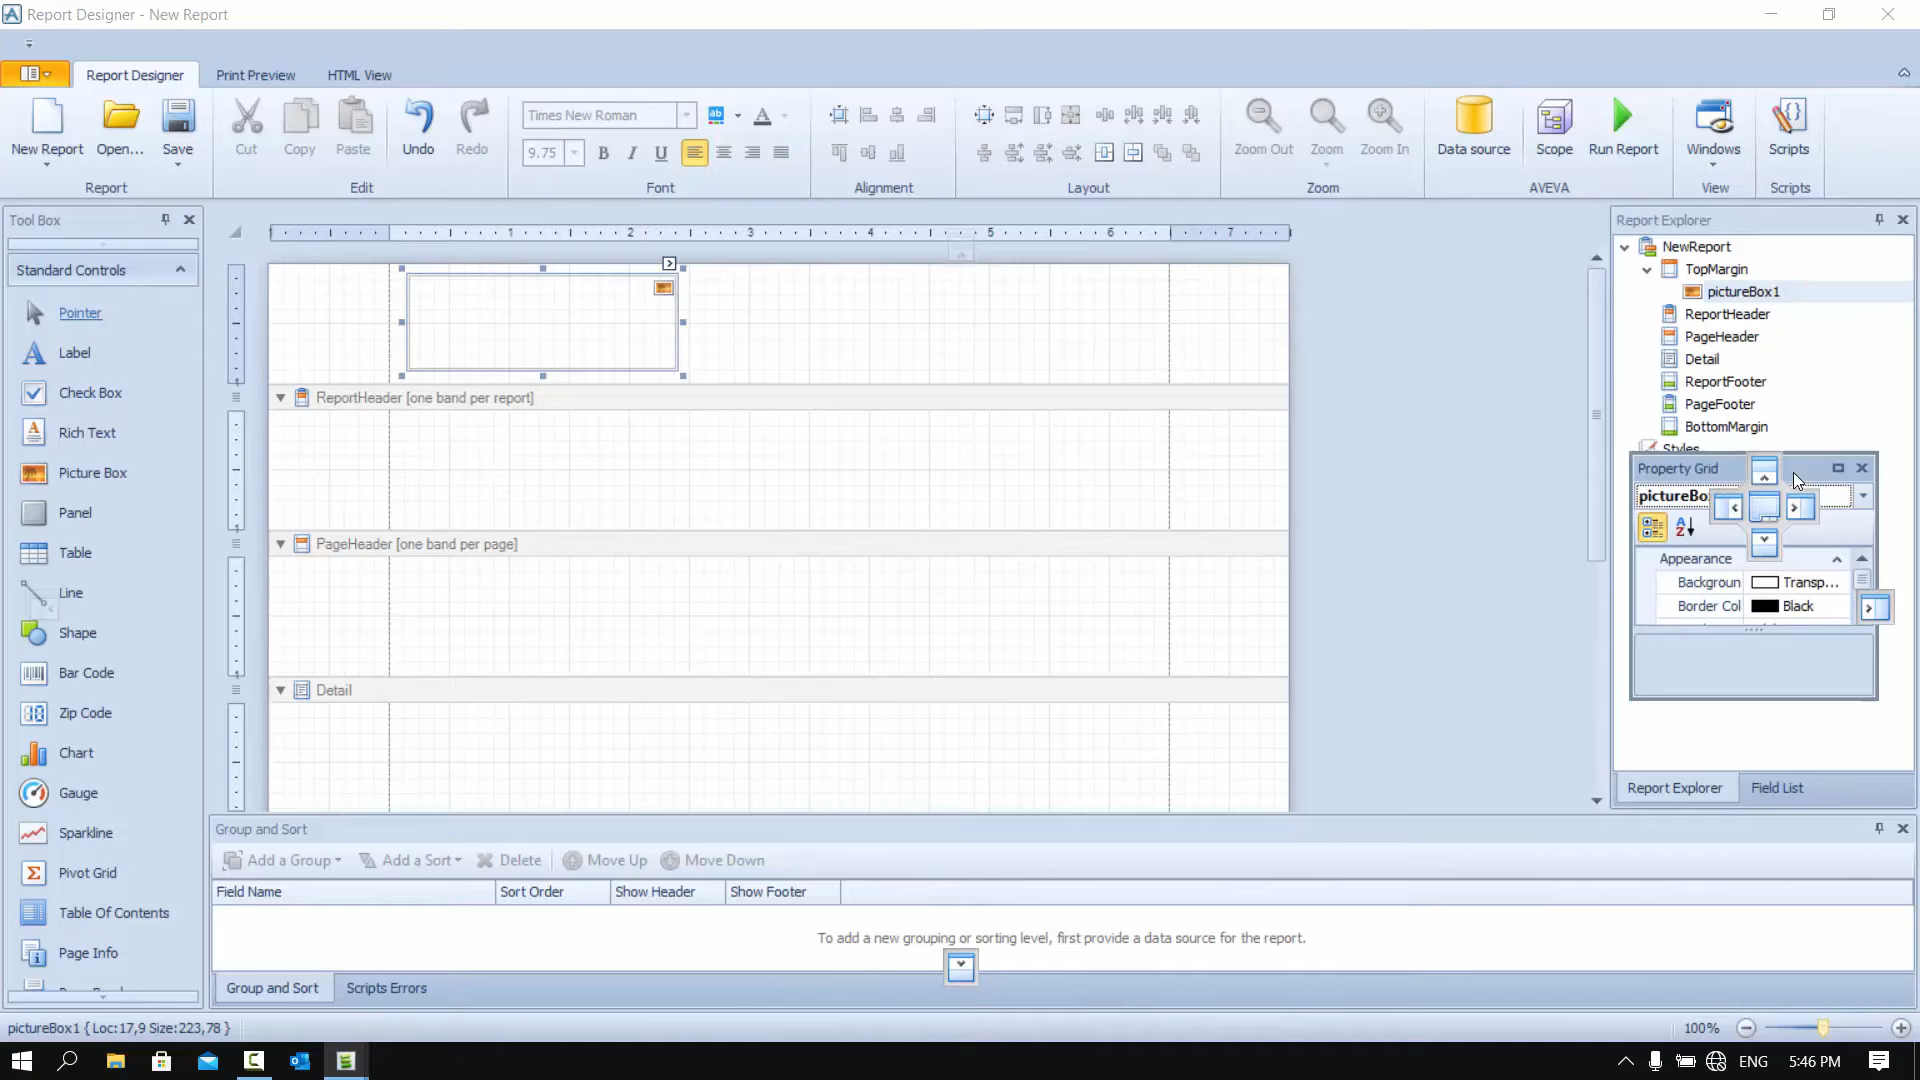 Report Designer - New Report
Report Designer
Print Preview
HTML View
New Report
Open...
Save
Cut
Copy
Paste
Undo
Redo
Times New Roman
9.75
B
I
U
Zoom Out
Zoom
Zoom In
Data source
Scope
Run Report
Windows
Scripts
Report
Edit
Font
Alignment
Layout
Zoom
AVEVA
View
Scripts
Tool Box
Standard Controls
Pointer
Label
Check Box
Rich Text
Picture Box
Panel
Table
Line
Shape
Bar Code
Zip Code
Chart
Gauge
Sparkline
Pivot Grid
Table Of Contents
Page Info
1 2 3 4 5 6 7
ReportHeader [one band per report]
PageHeader [one band per page]
Detail
Report Explorer
NewReport
TopMargin
pictureBox1
ReportHeader
PageHeader
Detail
ReportFooter
PageFooter
BottomMargin
Styles
Property Grid
pictureBo
Appearance
Backgroun Transp...
Border Col Black
Report Explorer
Field List
Group and Sort
Add a Group
Add a Sort
Delete
Move Up
Move Down
Field Name
Sort Order
Show Header
Show Footer
To add a new grouping or sorting level, first provide a data source for the report.
Group and Sort
Scripts Errors
pictureBox1 { Loc:17,9 Size:223,78 }
100%
ENG
5:46 PM